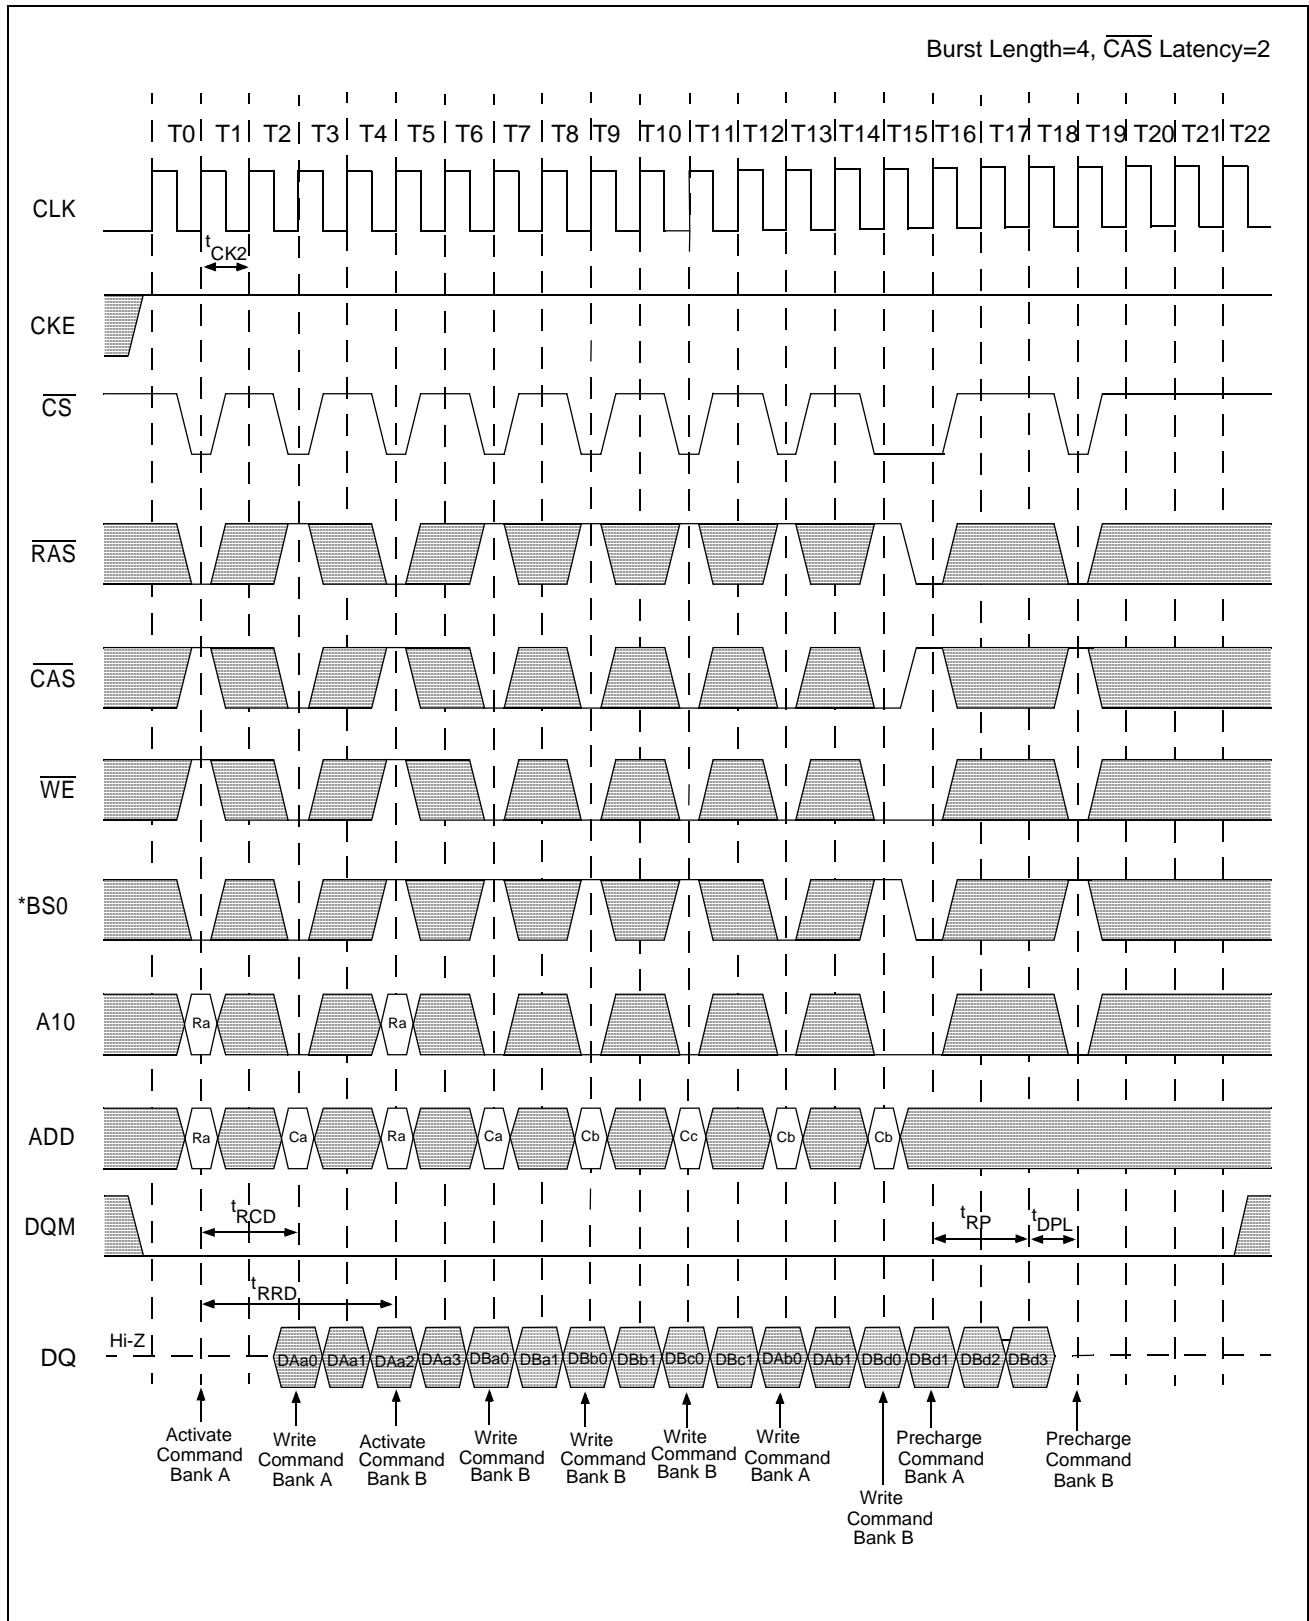 Burst Length=4, CAS Latency=2
T0 T1 T2 T3 T4 T5 T6 T7 T8 T9 T10 T11 T12 T13 T14 T15 T16 T17 T18 T19 T20 T21 T22
CLK
tCK2
CKE
CS
RAS
CAS
WE
*BS0
A10
Ra Ra
ADD
Ra Ca Ra Ca Cb Cc Cb Cb
DQM
tRCD tRP tDPL
tRRD
Hi-Z
DQ
DAa0 DAa1 DAa2 DAa3 DBa0 DBa1 DBb0 DBb1 DBc0 DBc1 DAb0 DAb1 DBd0 DBd1 DBd2 DBd3
Activate
Command
Bank A
Write
Command
Bank A
Activate
Command
Bank B
Write
Command
Bank B
Write
Command
Bank B
Write
Command
Bank B
Write
Command
Bank A
Write
Command
Bank B
Precharge
Command
Bank A
Precharge
Command
Bank B